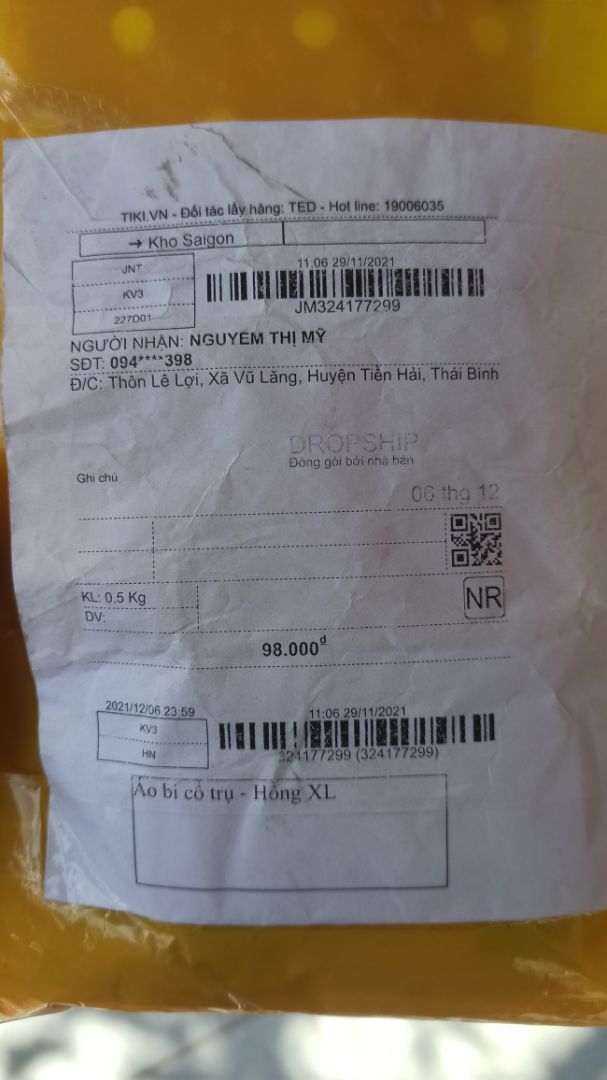 TIKI.VN - Đối tác lấy hàng: TED - Hot line: 19006035
→ Kho Saigon
JNT
KV3
227D01
11:06 29/11/2021
JM324177299
NGƯỜI NHẬN: NGUYỄM THỊ MỸ
SĐT: 094****398
Đ/C: Thôn Lê Lợi, Xã Vũ Lăng, Huyện Tiền Hải, Thái Bình
DROPSHIP
Đóng gói bởi nhà bán
Ghi chú
06 thg 12
KL: 0,5 Kg
DV:
NR
98.000đ
2021/12/06 23:59
KV3
HN
11:06 29/11/2021
324177299 (324177299)
Áo bí cổ trụ - Hồng XL